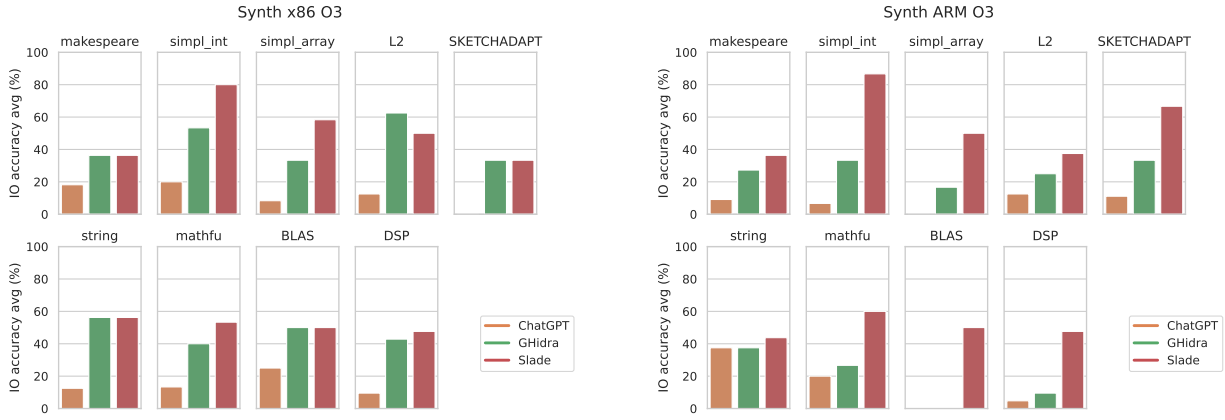 Synth x86 O3
makespeare simpl_int simpl_array L2 SKETCHADAPT
IO accuracy avg (%)
100
80
60
40
20
0
string mathfu BLAS DSP
IO accuracy avg (%)
100
80
60
40
20
0
ChatGPT
GHidra
Slade
Synth ARM O3
makespeare simpl_int simpl_array L2 SKETCHADAPT
IO accuracy avg (%)
100
80
60
40
20
0
string mathfu BLAS DSP
IO accuracy avg (%)
100
80
60
40
20
0
ChatGPT
GHidra
Slade